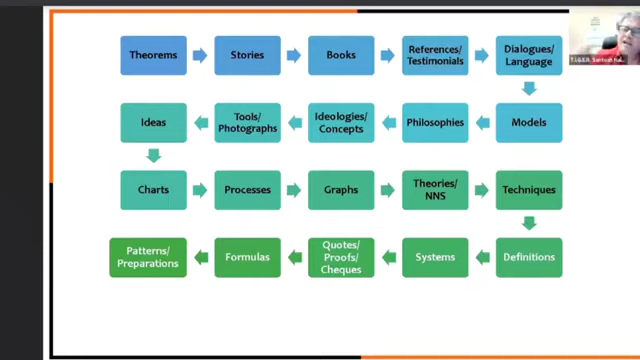 Theorems
Stories
Books
References/
Testimonials
Dialogues/
Language
Ideas
Tools/
Photographs
Ideologies/
Concepts
Philosophies
Models
Charts
Processes
Graphs
Theories/
NNS
Techniques
Patterns/
Preparations
Formulas
Quotes/
Proofs/
Cheques
Systems
Definitions